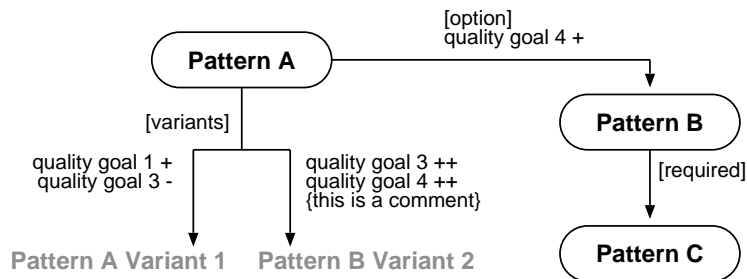 [option]
quality goal 4 +
Pattern A
Pattern B
[variants]
quality goal 1 +
quality goal 3 -
quality goal 3 ++
quality goal 4 ++
{this is a comment}
[required]
Pattern A Variant 1
Pattern B Variant 2
Pattern C